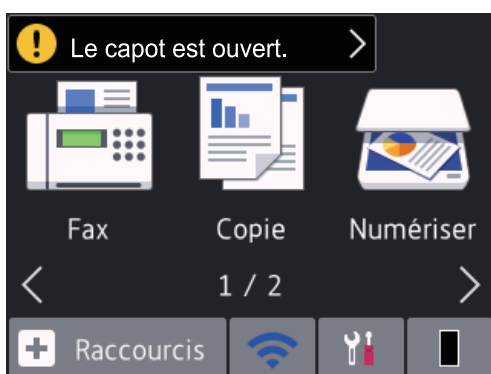 Le capot est ouvert.
Fax
Copie
Numériser
1 / 2
Raccourcis